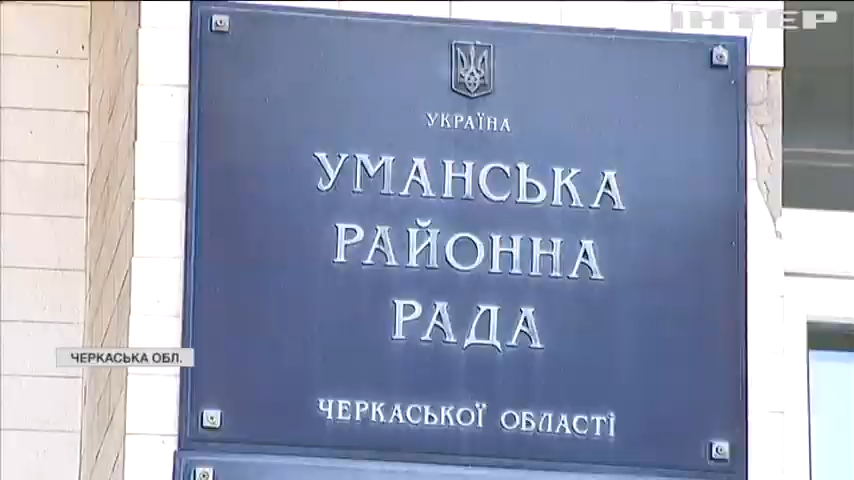 ІНТЕР
УКРАЇНА
УМАНСЬКА
РАЙОННА
РАДА
ЧЕРКАСЬКА ОБЛ.
ЧЕРКАСЬКОЇ ОБЛАСТІ